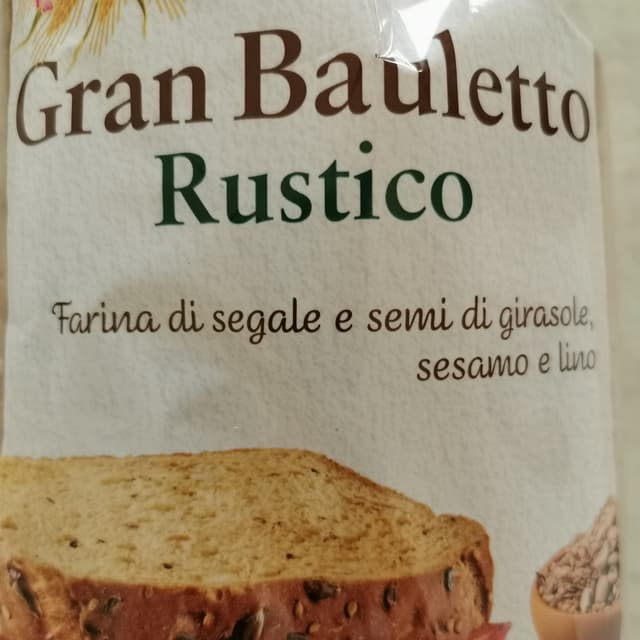 Gran Bauletto
Rustico
Farina di segale e semi di girasole,
sesamo e lino